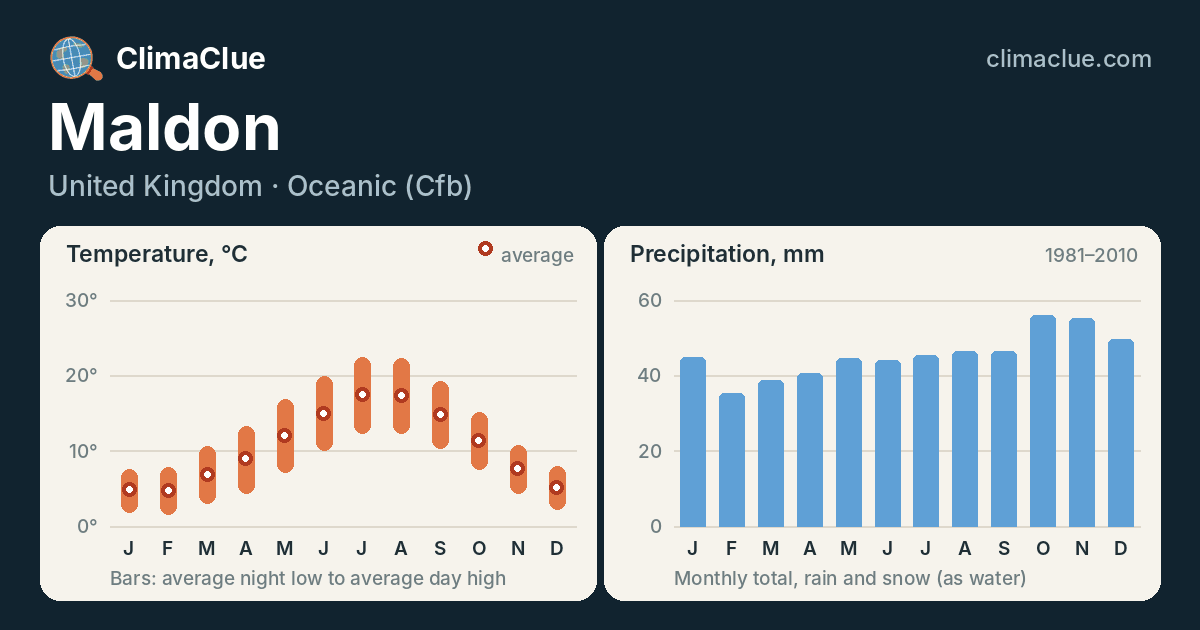 ClimaClue
climaclue.com
Maldon
United Kingdom · Oceanic (Cfb)
Temperature, °C
average
30°
20°
10°
0°
J F M A M J J A S O N D
Bars: average night low to average day high
Precipitation, mm
1981–2010
60
40
20
0
J F M A M J J A S O N D
Monthly total, rain and snow (as water)